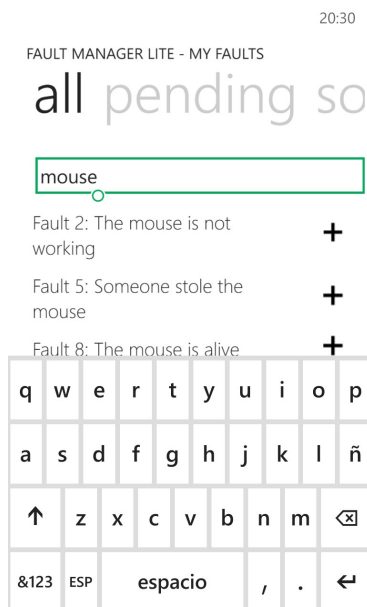 20:30
FAULT MANAGER LITE - MY FAULTS
all pending so
mouse
Fault 2: The mouse is not
working
+
Fault 5: Someone stole the
mouse
+
Fault 8: The mouse is alive
+
q w e r t y u i o p
a s d f g h j k l ñ
z x c v b n m
&123 ESP espacio , .